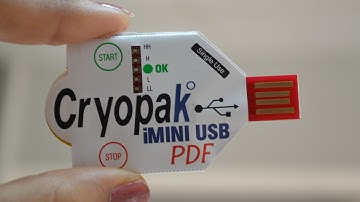 HH
START
H
OK
L
LL
Single Use
Cryopak
iMINI USB
STOP
PDF